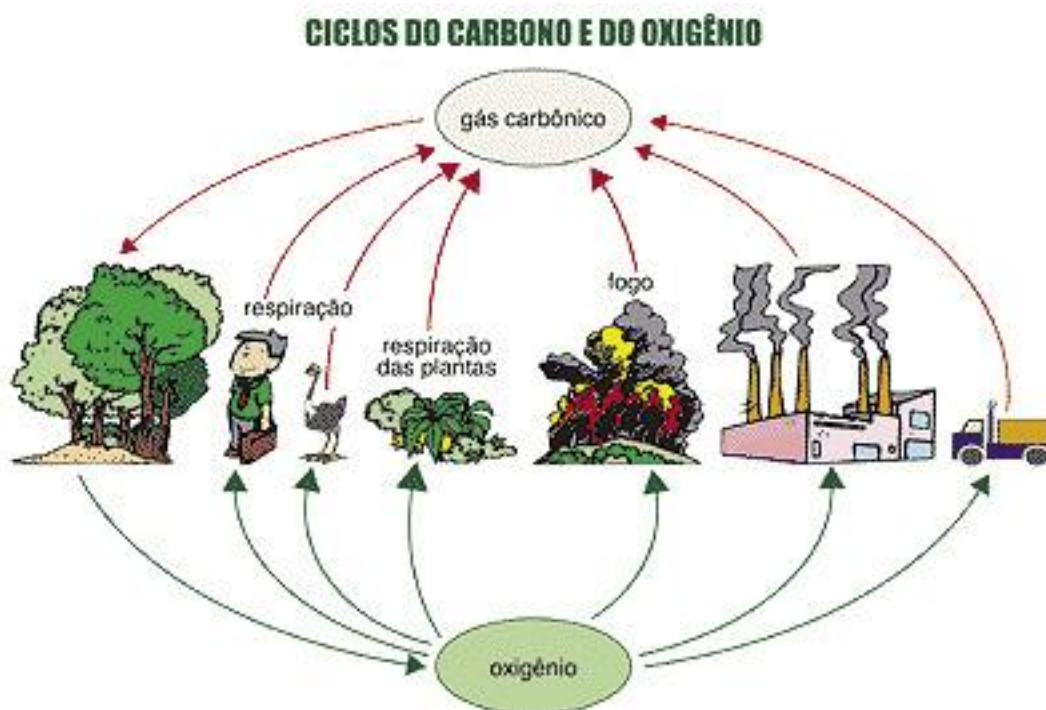 CICLOS DO CARBONO E DO OXIGÊNIO
gás carbônico
respiração
fogo
respiração
das plantas
oxigênio